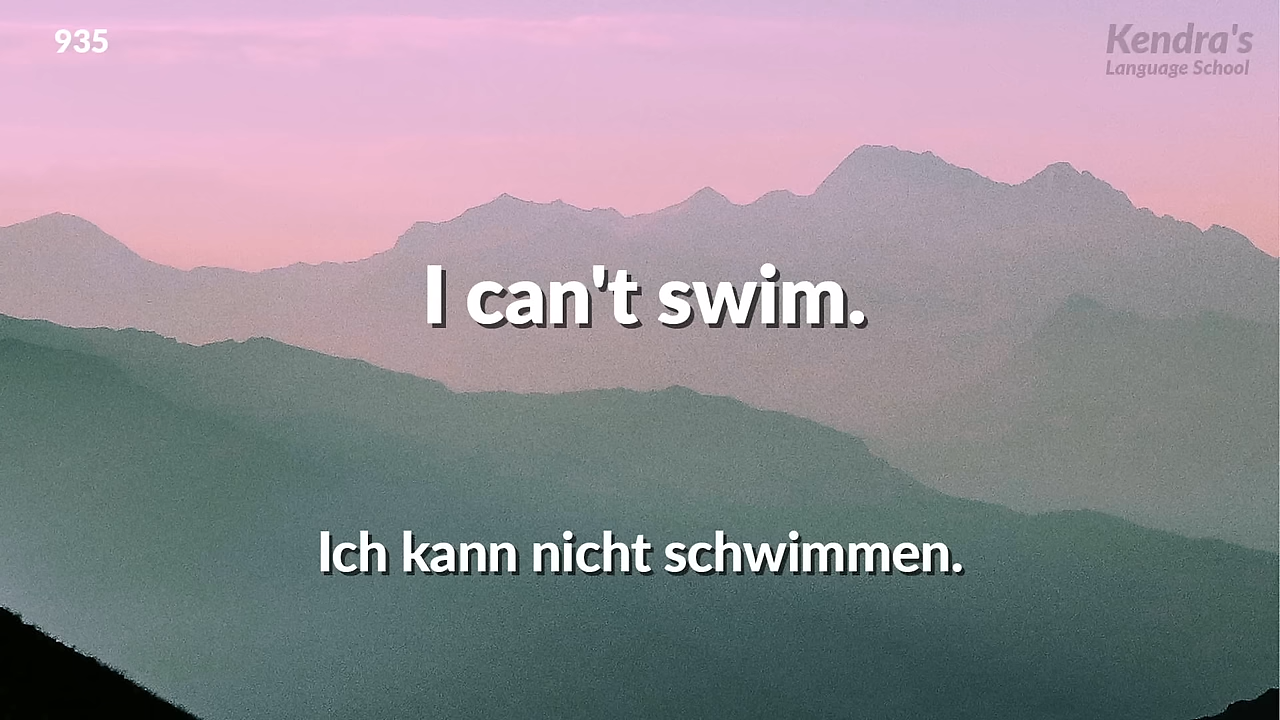 935
Kendra's
Language School
I can't swim.
Ich kann nicht schwimmen.